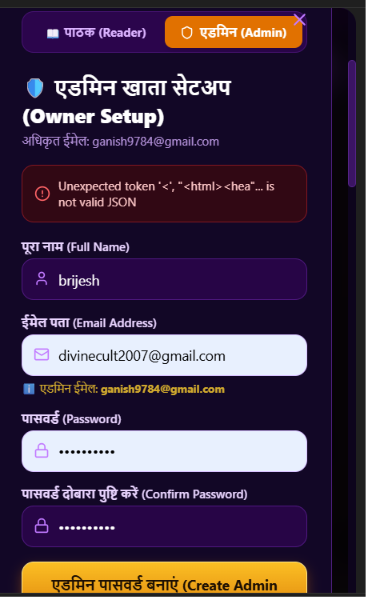 पाठक (Reader)
एडमिन (Admin)
एडमिन खाता सेटअप
(Owner Setup)
अधिकृत ईमेल: ganish9784@gmail.com
Unexpected token '<', "<html> <hea"... is
not valid JSON
पूरा नाम (Full Name)
brijesh
ईमेल पता (Email Address)
divinecult2007@gmail.com
एडमिन ईमेल: ganish9784@gmail.com
पासवर्ड (Password)
••••••••••
पासवर्ड दोबारा पुष्टि करें (Confirm Password)
••••••••••
एडमिन पासवर्ड बनाएं (Create Admin